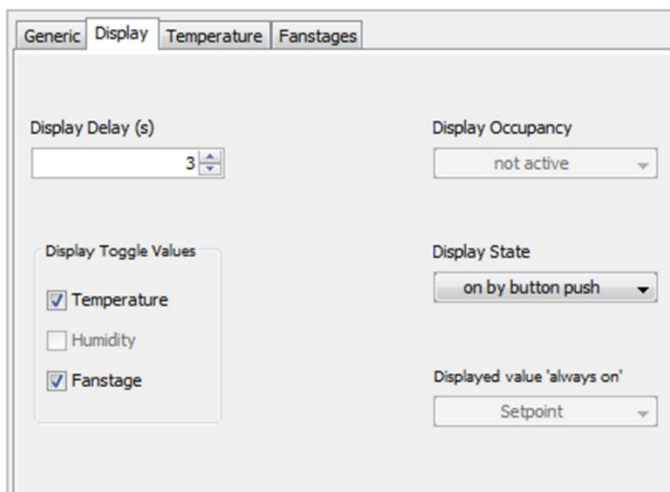 Generic Display Temperature Fanstages
Display Delay (s)
3
Display Occupancy
not active
Display Toggle Values
Temperature
Humidity
Fanstage
Display State
on by button push
Displayed value 'always on'
Setpoint